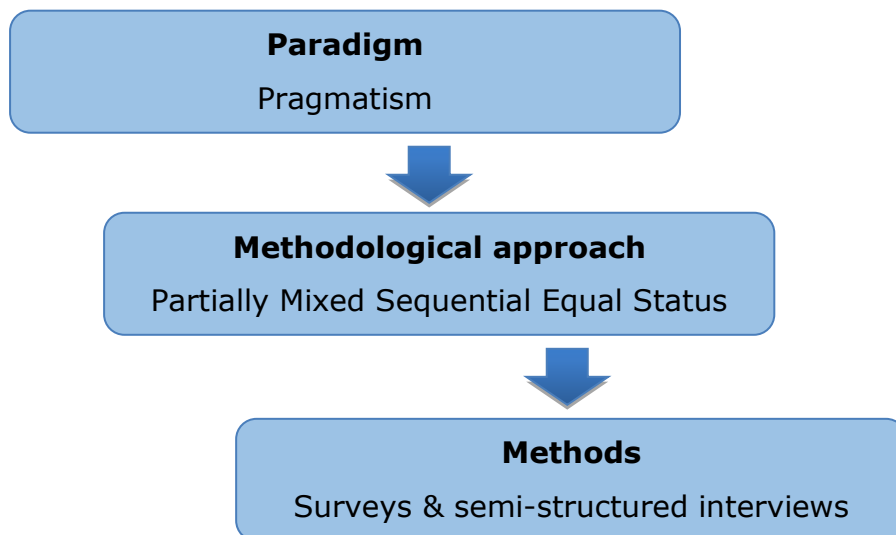 Paradigm
Pragmatism
Methodological approach
Partially Mixed Sequential Equal Status
Methods
Surveys & semi-structured interviews